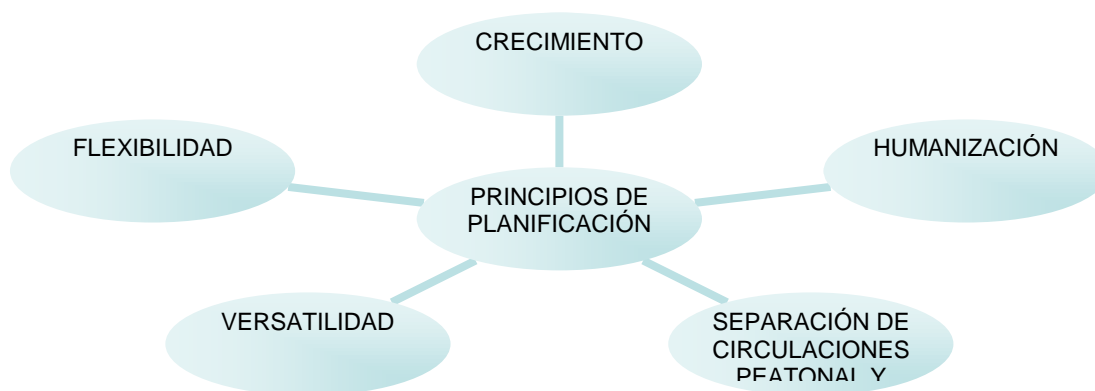 CRECIMIENTO
FLEXIBILIDAD
HUMANIZACIÓN
PRINCIPIOS DE
PLANIFICACIÓN
VERSATILIDAD
SEPARACIÓN DE
CIRCULACIONES
PEATONAL Y